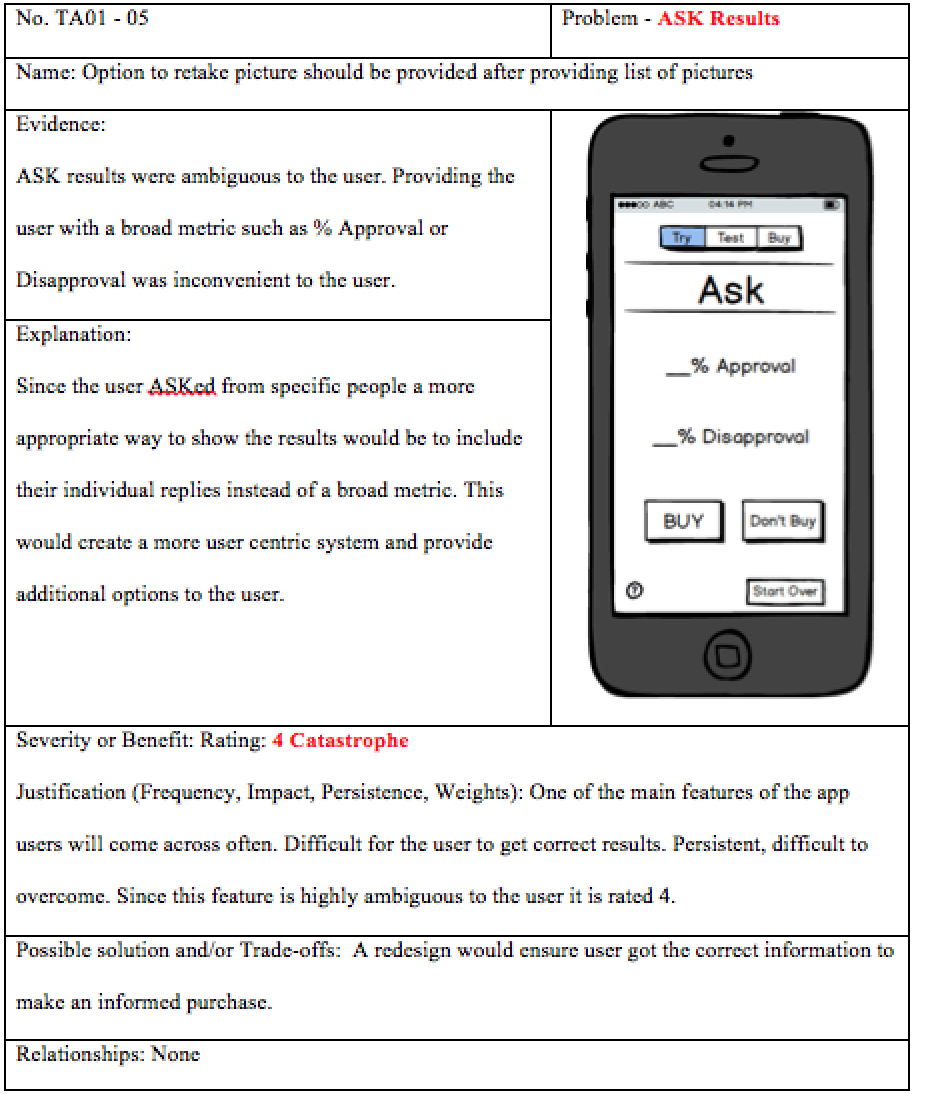 No. TA01 - 05
Problem - ASK Results
Name: Option to retake picture should be provided after providing list of pictures
Evidence:
ASK results were ambiguous to the user. Providing the
user with a broad metric such as % Approval or
Disapproval was inconvenient to the user.
Explanation:
Since the user ASKed from specific people a more
appropriate way to show the results would be to include
their individual replies instead of a broad metric. This
would create a more user centric system and provide
additional options to the user.
ABC 04:14 PM
Try Test Buy
Ask
__% Approval
__% Disapproval
BUY Don't Buy
? Start Over
Severity or Benefit: Rating: 4 Catastrophe
Justification (Frequency, Impact, Persistence, Weights): One of the main features of the app
users will come across often. Difficult for the user to get correct results. Persistent, difficult to
overcome. Since this feature is highly ambiguous to the user it is rated 4.
Possible solution and/or Trade-offs:  A redesign would ensure user got the correct information to
make an informed purchase.
Relationships: None